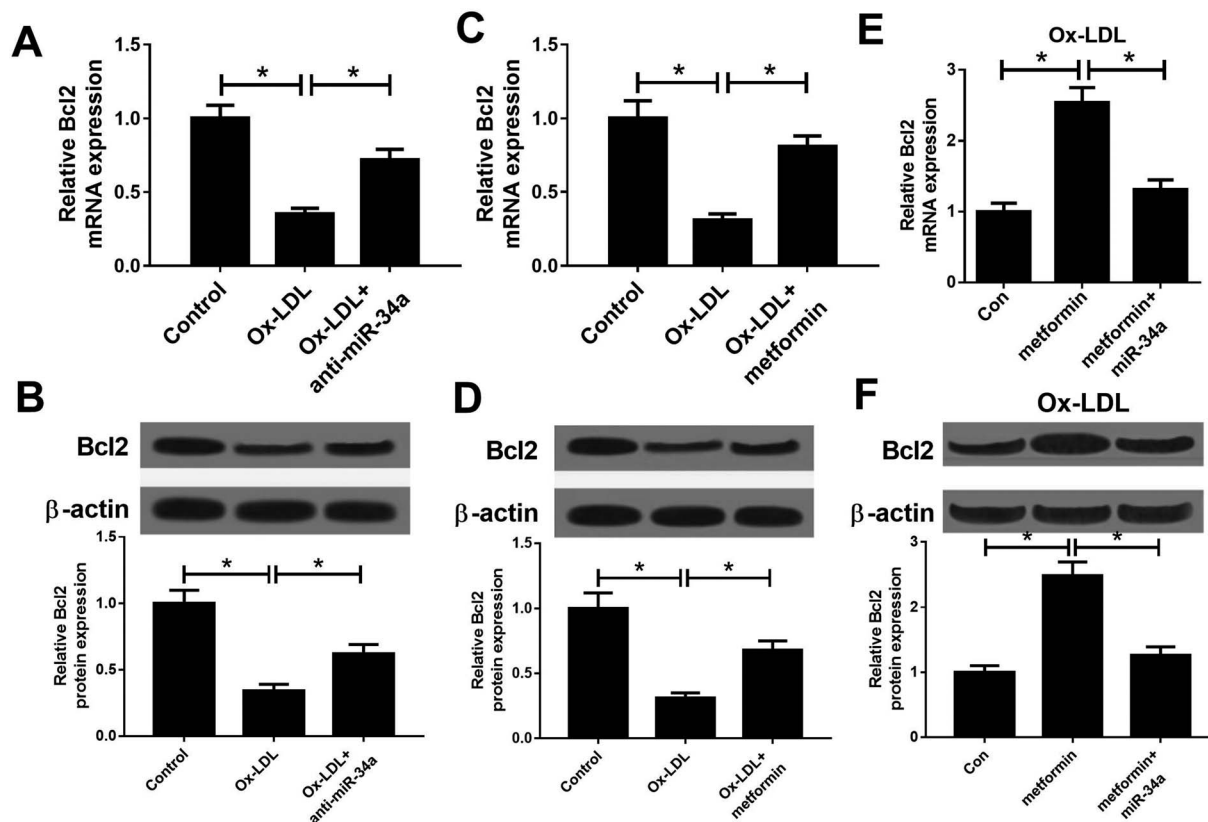 A
Relative Bcl2
mRNA expression
1.5
1.0
0.5
0.0
*
*
Control
Ox-LDL
Ox-LDL+
anti-miR-34a
C
Relative Bcl2
mRNA expression
1.5
1.0
0.5
0.0
*
*
Control
Ox-LDL
Ox-LDL+
metformin
E
Ox-LDL
Relative Bcl2
mRNA expression
3
2
1
0
*
*
Con
metformin
metformin+
miR-34a
B
Bcl2
β-actin
Relative Bcl2
protein expression
1.5
1.0
0.5
0.0
*
*
Control
Ox-LDL
Ox-LDL+
anti-miR-34a
D
Bcl2
β-actin
Relative Bcl2
protein expression
1.5
1.0
0.5
0.0
*
*
Control
Ox-LDL
Ox-LDL+
metformin
F
Ox-LDL
Bcl2
β-actin
Relative Bcl2
protein expression
3
2
1
0
*
*
Con
metformin
metformin+
miR-34a